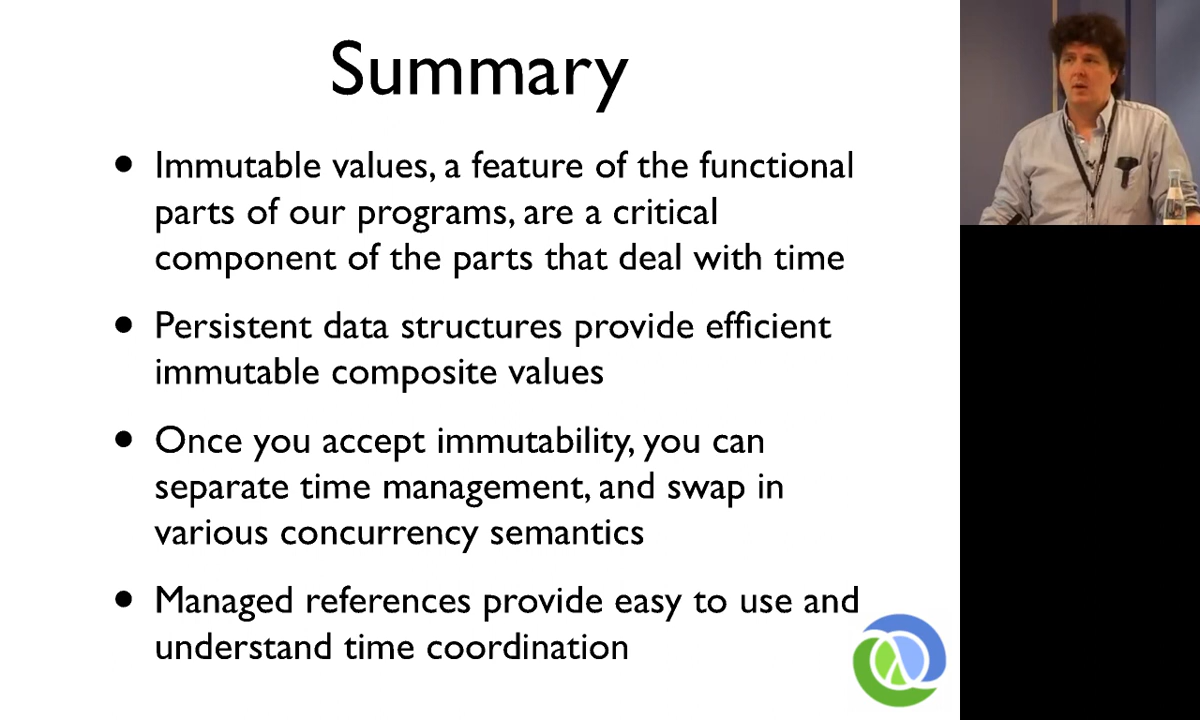 Summary
• Immutable values, a feature of the functional
parts of our programs, are a critical
component of the parts that deal with time
• Persistent data structures provide efficient
immutable composite values
• Once you accept immutability, you can
separate time management, and swap in
various concurrency semantics
• Managed references provide easy to use and
understand time coordination